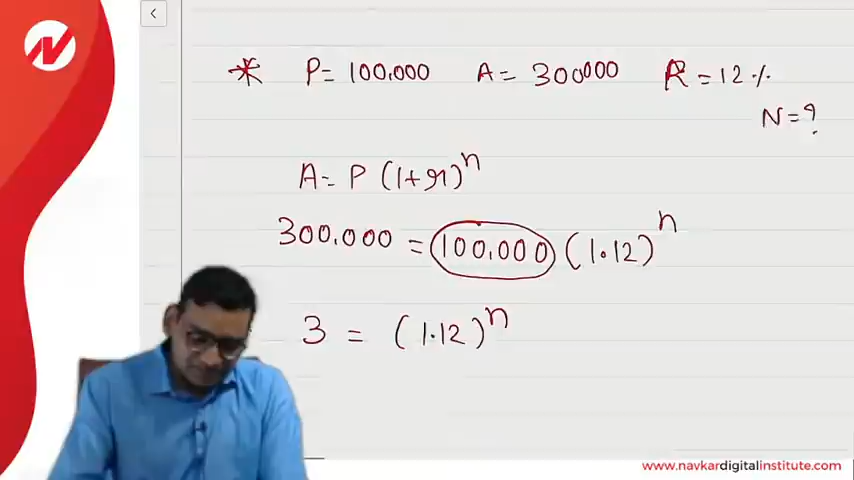 * P = 100,000 A = 300000 R = 12%
N = ?
A = P (1+r)^n
300,000 = 100,000 (1.12)^n
3 = (1.12)^n
www.navkardigitalinstitute.com